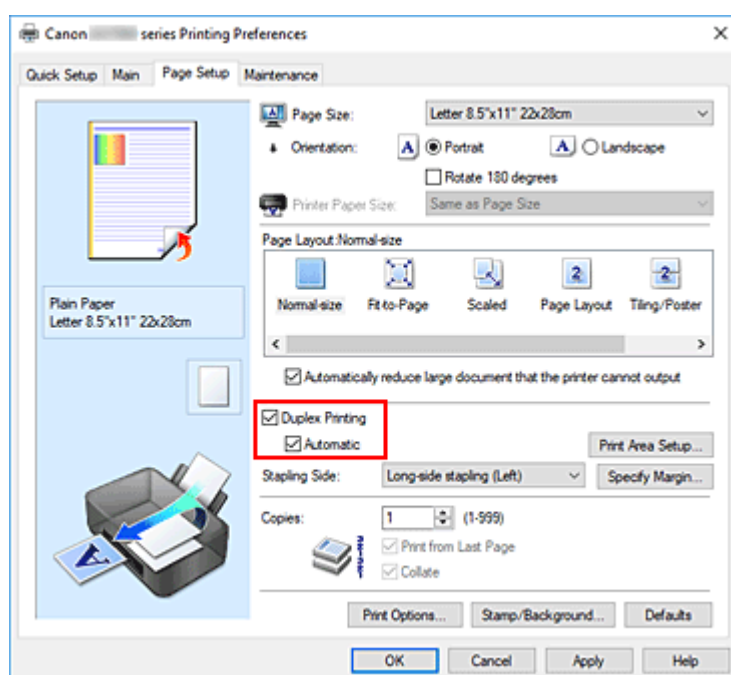 Canon series Printing Preferences
Quick Setup Main Page Setup Maintenance
Page Size: Letter 8.5"x11" 22x28cm
Orientation: A Portrait A Landscape
Rotate 180 degrees
Printer Paper Size: Same as Page Size
Page Layout:Normal-size
2 2
Normal-size Fit-to-Page Scaled Page Layout Tiling/Poster
Plain Paper
Letter 8.5"x11" 22x28cm
Automatically reduce large document that the printer cannot output
Duplex Printing
Automatic
Print Area Setup...
Stapling Side: Long-side stapling (Left) Specify Margin...
Copies: 1 (1-999)
Print from Last Page
Collate
A
Print Options... Stamp/Background... Defaults
OK Cancel Apply Help